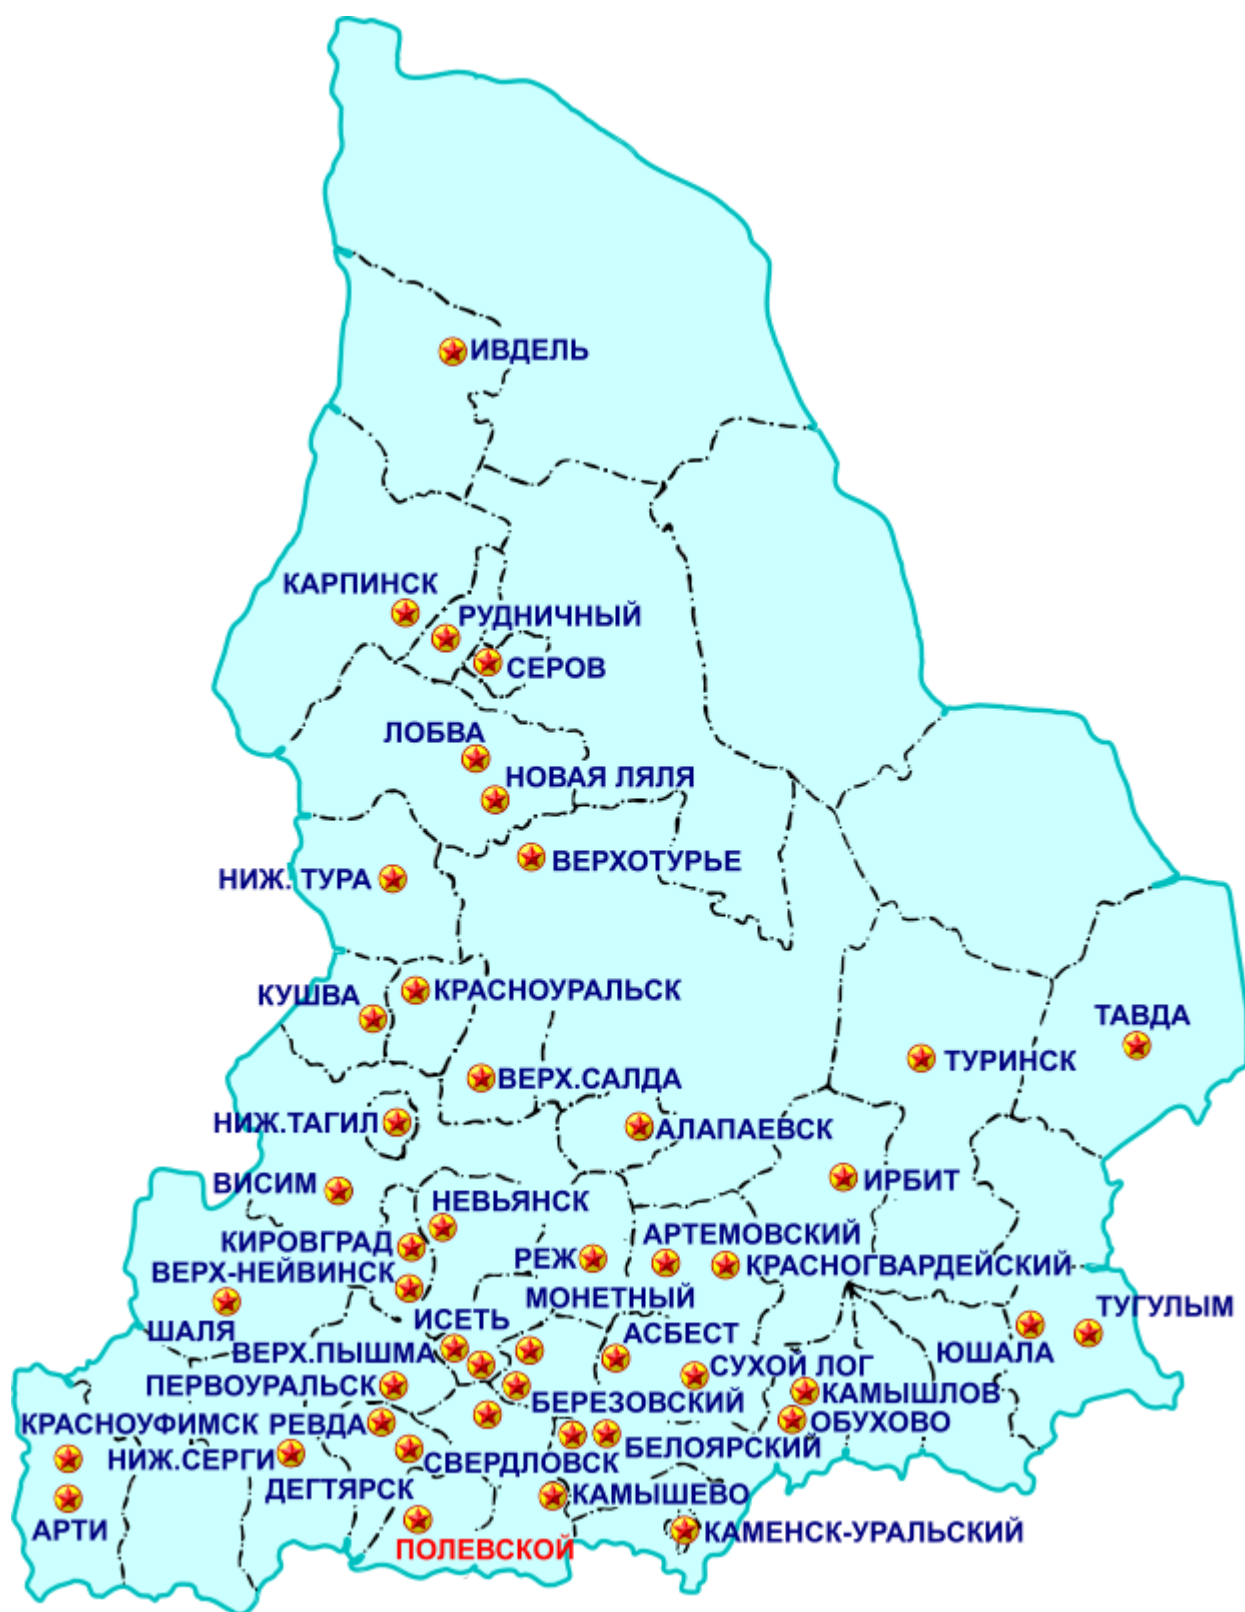 ИВДЕЛЬ
КАРПИНСК
РУДНИЧНЫЙ
СЕРОВ
ЛОБВА
НОВАЯ ЛЯЛЯ
ВЕРХОТУРЬЕ
НИЖ. ТУРА
КРАСНОУРАЛЬСК
КУШВА
ТАВДА
ТУРИНСК
ВЕРХ.САЛДА
НИЖ.ТАГИЛ
АЛАПАЕВСК
ИРБИТ
ВИСИМ
НЕВЬЯНСК
АРТЕМОВСКИЙ
КИРОВГРАД
РЕЖ
КРАСНОГВАРДЕЙСКИЙ
ВЕРХ-НЕЙВИНСК
МОНЕТНЫЙ
ТУГУЛЫМ
ИСЕТЬ
ШАЛЯ
АСБЕСТ
ЮШАЛА
ВЕРХ.ПЫШМА
СУХОЙ ЛОГ
ПЕРВОУРАЛЬСК
КАМЫШЛОВ
БЕРЕЗОВСКИЙ
КРАСНОУФИМСК
РЕВДА
ОБУХОВО
БЕЛОЯРСКИЙ
НИЖ.СЕРГИ
СВЕРДЛОВСК
ДЕГТЯРСК
КАМЫШЕВО
АРТИ
КАМЕНСК-УРАЛЬСКИЙ
ПОЛЕВСКОЙ